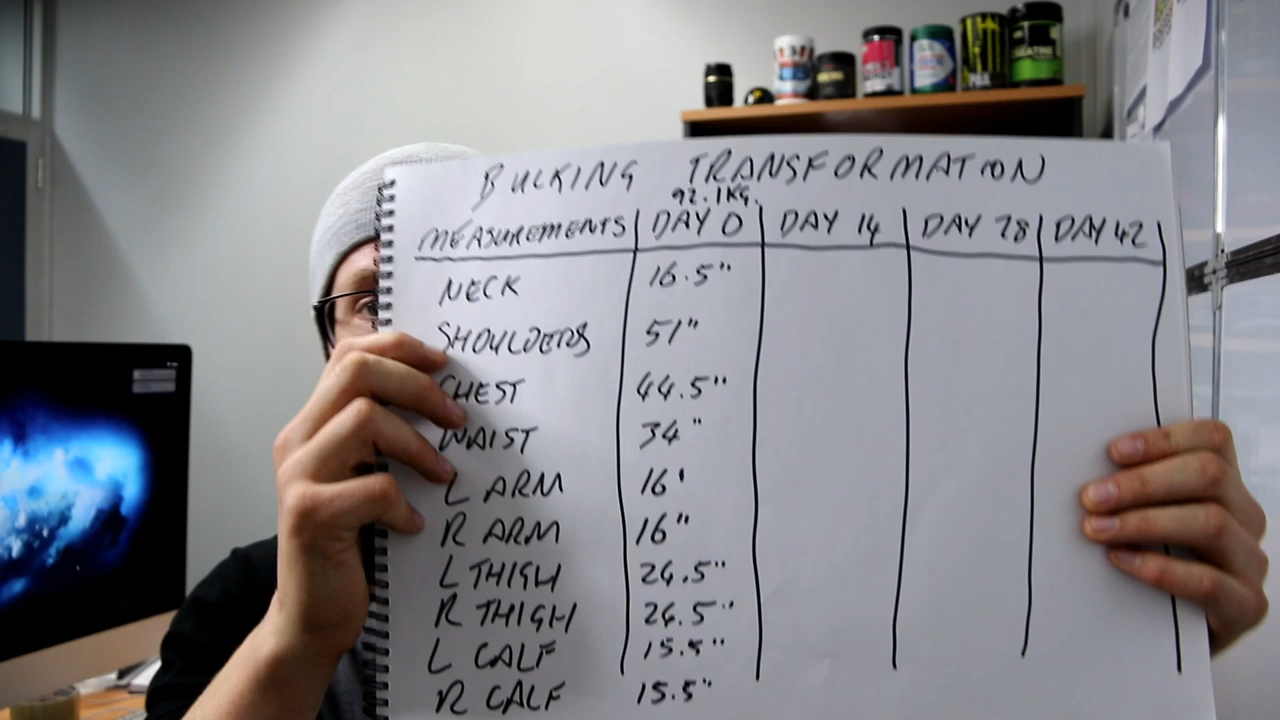 BULKING TRANSFORMATION
92.1KG.
MEASUREMENTS DAY 0 DAY 14 DAY 28 DAY 42
NECK 16.5"
SHOULDERS 51"
CHEST 44.5"
WAIST 34"
L ARM 16'
R ARM 16"
L THIGH 26.5"
R THIGH 26.5"
L CALF 15.5"
R CALF 15.5"